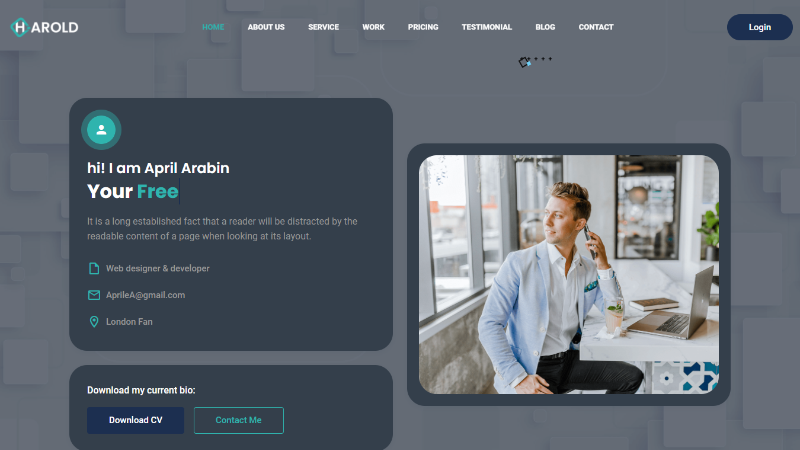 HAROLD
HOME ABOUT US SERVICE WORK PRICING TESTIMONIAL BLOG CONTACT
Login
hi! I am April Arabin
Your Free
It is a long established fact that a reader will be distracted by the
readable content of a page when looking at its layout.
Web designer & developer
AprileA@gmail.com
London Fan
Download my current bio:
Download CV
Contact Me